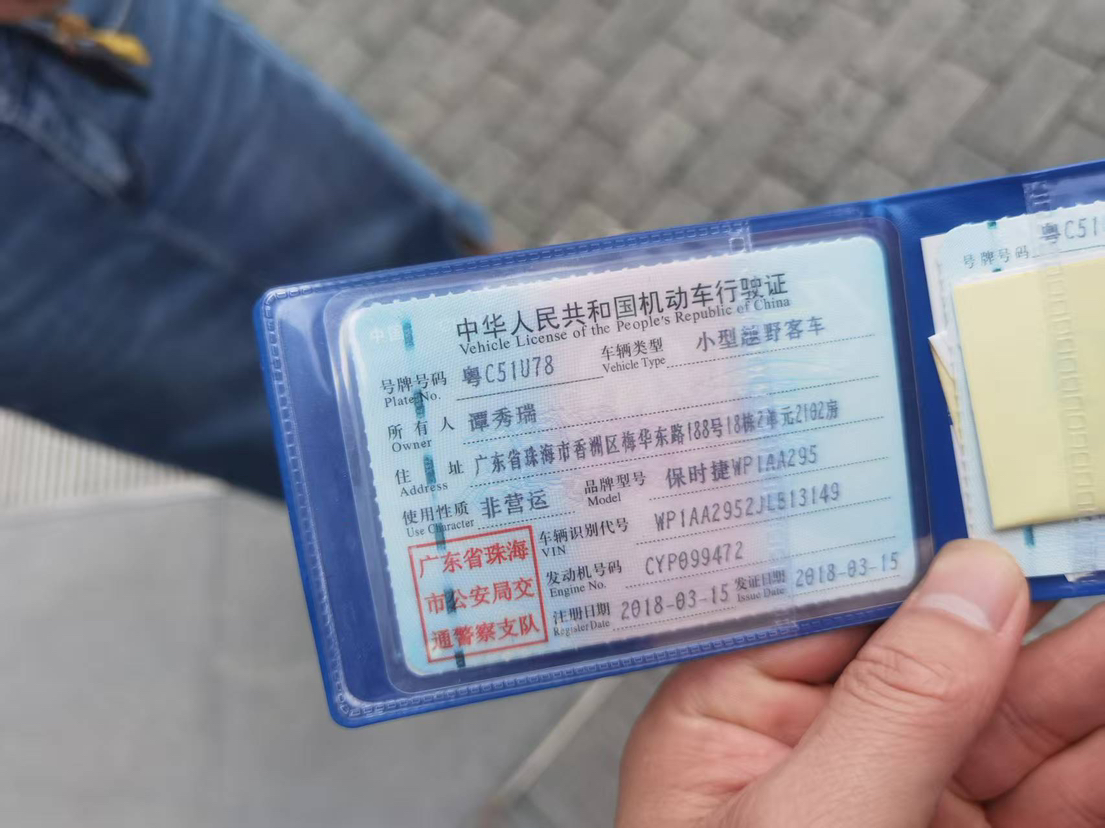 中华人民共和国机动车行驶证
Vehicle License of the People's Republic of China
号牌号码 粤C51U78 车辆类型 小型越野客车
Plate No. Vehicle Type
所有人 谭秀瑞
Owner
住址 广东省珠海市香洲区梅华东路188号18栋2单元2102房
Address
使用性质 非营运 品牌型号 保时捷WP1AA295
Use Character Model
车辆识别代号 WP1AA2952JLB13149
VIN
发动机号码 CYP099472
Engine No.
注册日期 2018-03-15 发证日期 2018-03-15
Register Date Issue Date
广东省珠海
市公安局交
通警察支队
号牌号码 粤C51